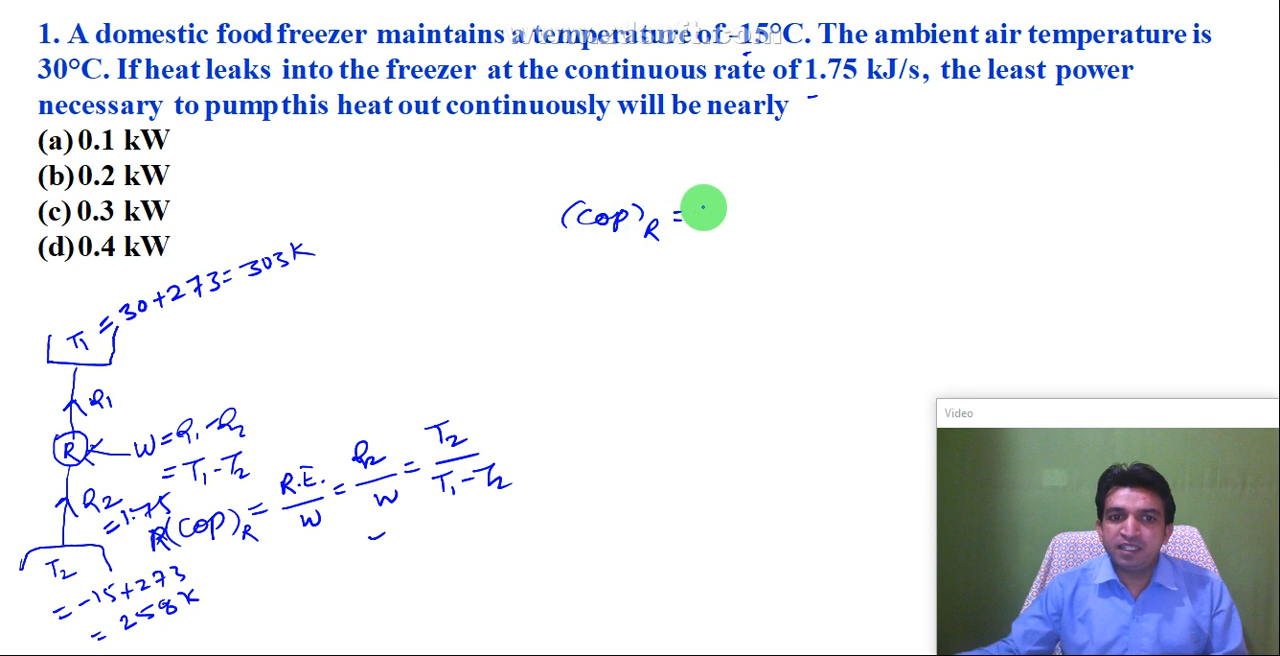 1. A domestic food freezer maintains a temperature of -15°C. The ambient air temperature is
30°C. If heat leaks into the freezer at the continuous rate of 1.75 kJ/s, the least power
necessary to pump this heat out continuously will be nearly -
(a) 0.1 kW
(b) 0.2 kW
(c) 0.3 kW
(d) 0.4 kW
(COP)R =
T1 = 30+273= 303K
Q1
R
W=Q1-Q2
= T1-T2
Q2
= 1.75
(COP)R = R.E./W = Q2/W = T2/T1-T2
T2
= -15+273
= 258K
Video